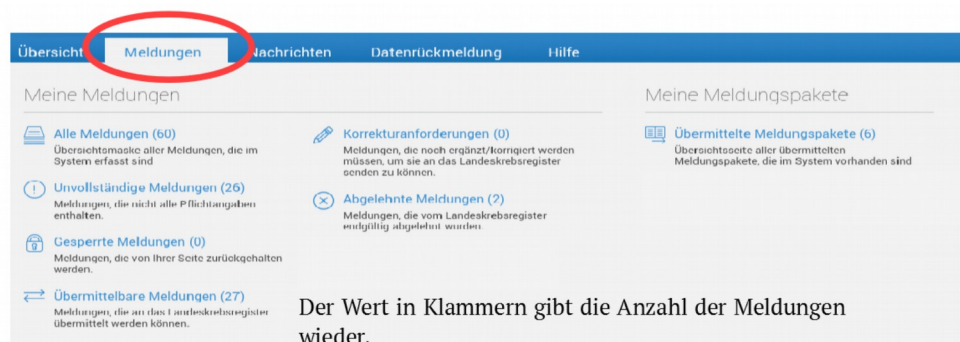 Übersicht Meldungen Nachrichten Datenrückmeldung Hilfe
Meine Meldungen
Alle Meldungen (60)
Übersichtsmaske aller Meldungen, die im
System erfasst sind
Unvollständige Meldungen (26)
Meldungen, die nicht alle Pflichtangaben
enthalten.
Gesperrte Meldungen (0)
Meldungen, die von Ihrer Seite zurückgehalten
werden.
Übermittelbare Meldungen (27)
Meldungen, die an das Landeskrebsregister
übermittelt werden können.
Korrekturanforderungen (0)
Meldungen, die noch ergänzt/korrigiert werden
müssen, um sie an das Landeskrebsregister
senden zu können.
Abgelehnte Meldungen (2)
Meldungen, die vom Landeskrebsregister
endgültig abgelehnt wurden.
Meine Meldungspakete
Übermittelte Meldungspakete (6)
Übersichtsseite aller übermittelten
Meldungspakete, die im System vorhanden sind
Der Wert in Klammern gibt die Anzahl der Meldungen
wieder.